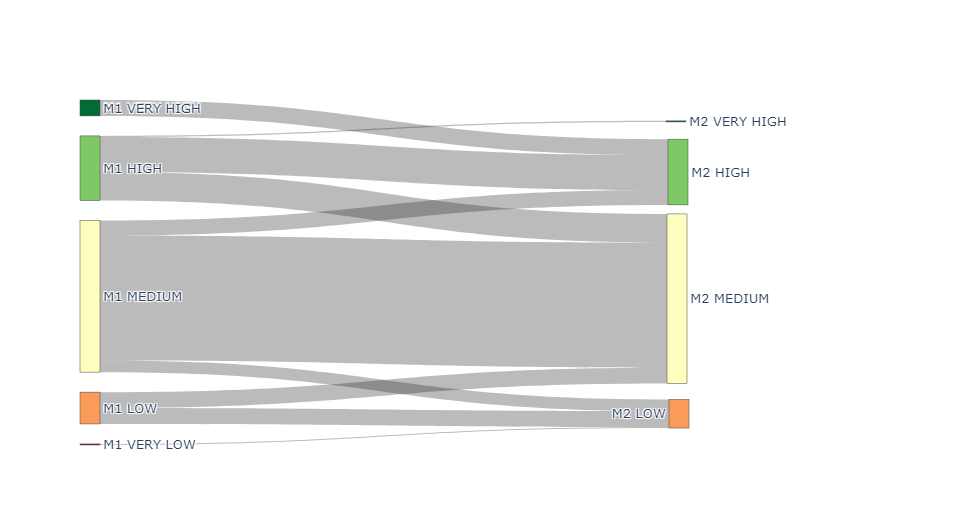 M1 VERY HIGH
M2 VERY HIGH
M1 HIGH
M2 HIGH
M1 MEDIUM
M2 MEDIUM
M1 LOW
M2 LOW
M1 VERY LOW